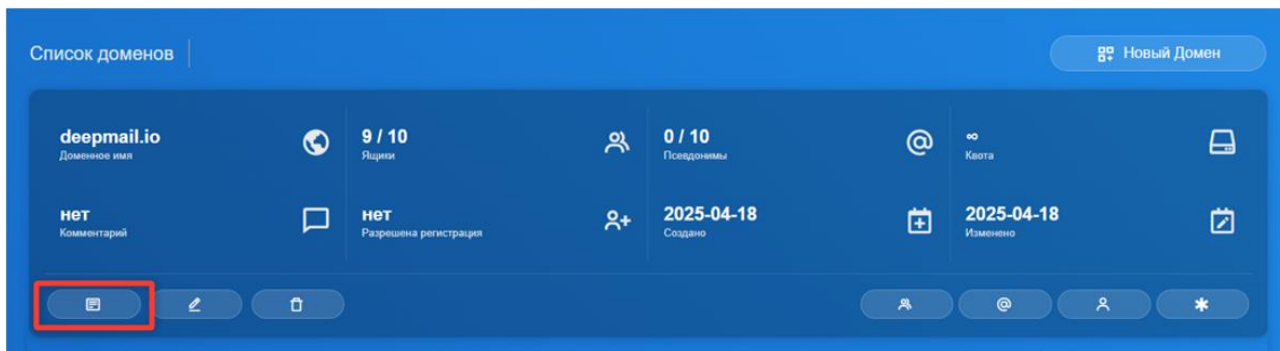 Список доменов
Новый Домен
deepmail.io
Доменное имя
9 / 10
Ящики
0 / 10
Псевдонимы
∞
Квота
нет
Комментарий
нет
Разрешена регистрация
2025-04-18
Создано
2025-04-18
Изменено